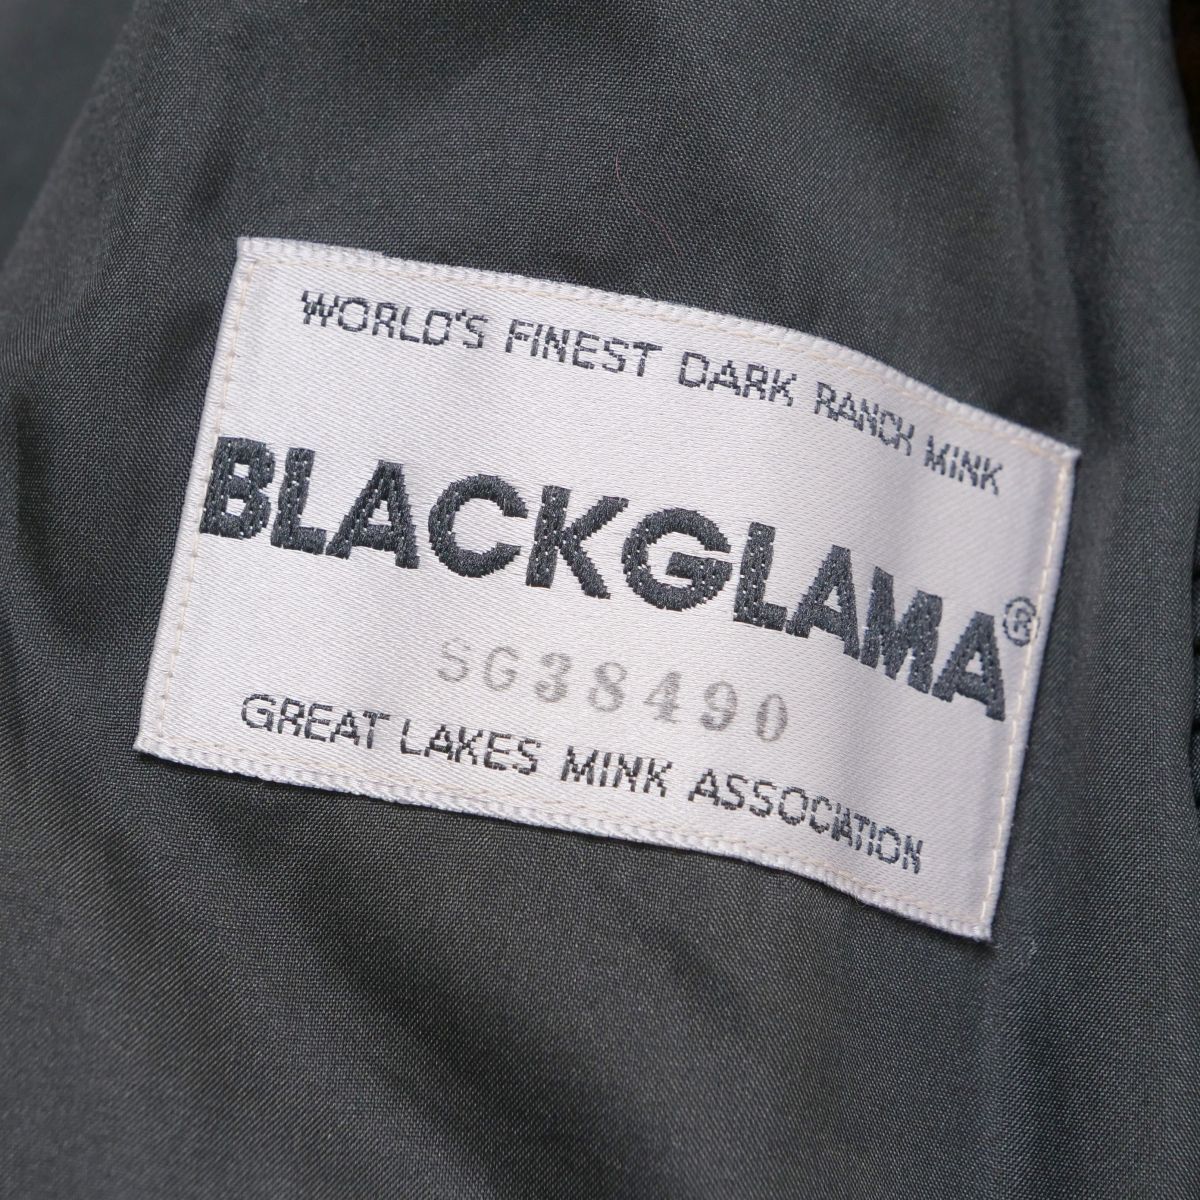 WORLD'S FINEST DARK RANCH MINK
BLACKGLAMA®
SG38490
GREAT LAKES MINK ASSOCIATION